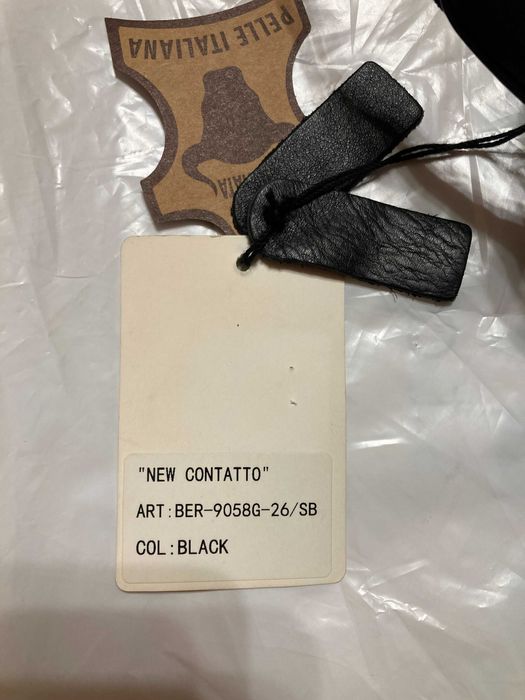 PELLE ITALIANA
"NEW CONTATTO"
ART:BER-9058G-26/SB
COL:BLACK